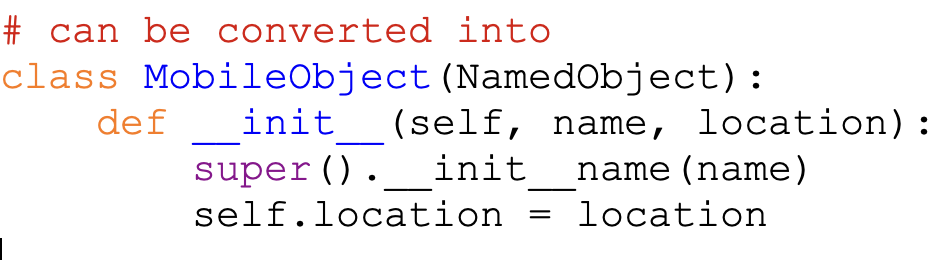 # can be converted into
class MobileObject(NamedObject):
    def __init__(self, name, location):
        super().__init__name(name)
        self.location = location